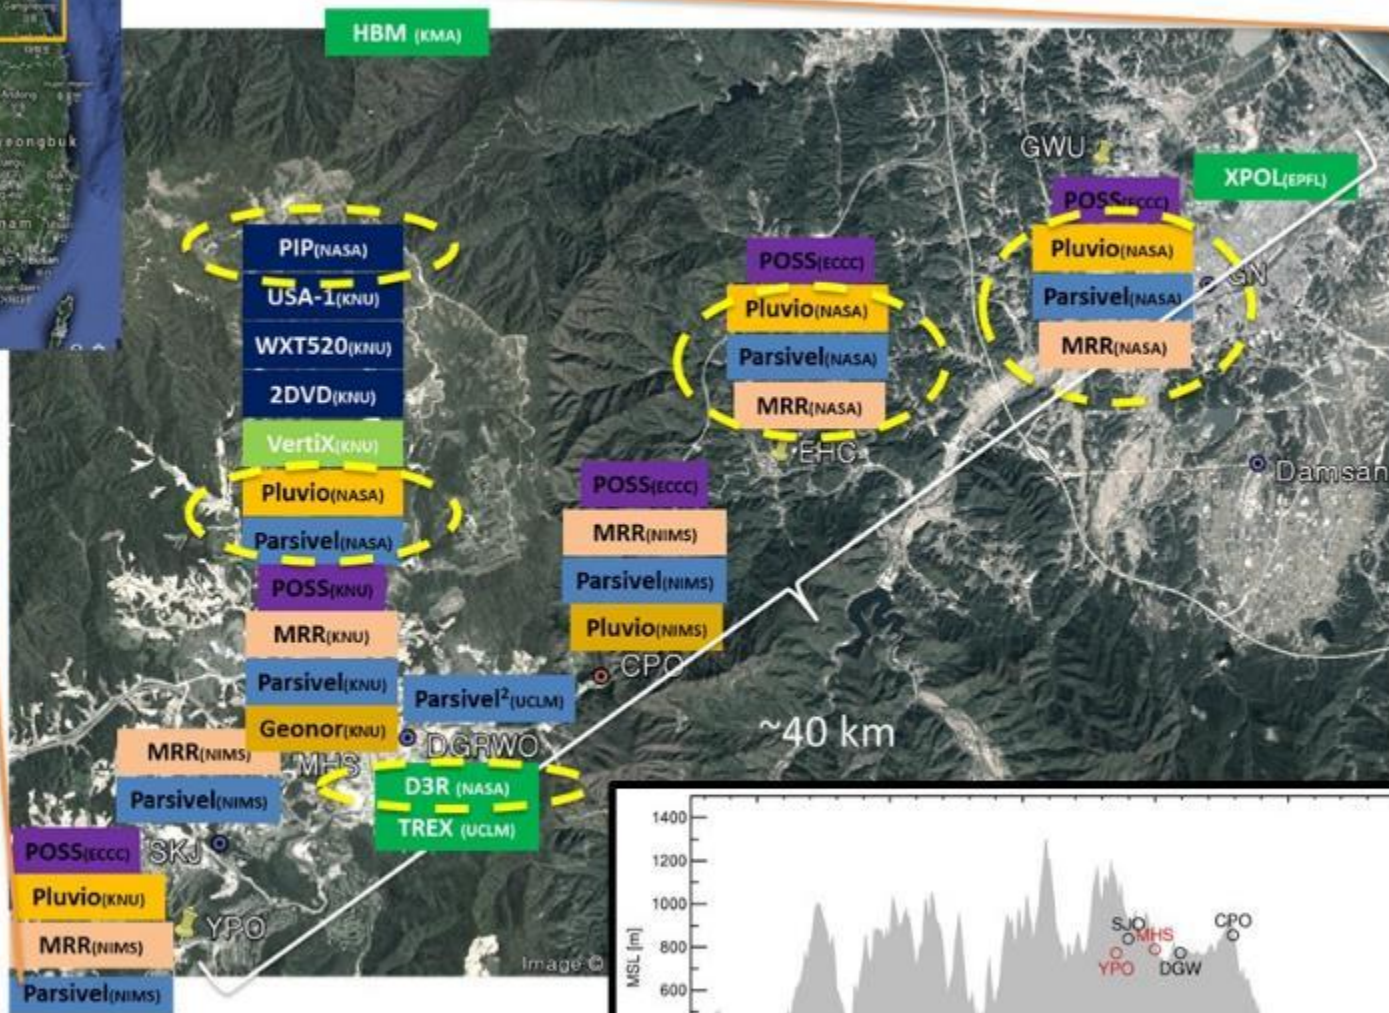 HBM (KMA)
GWU
XPOL(EPFL)
POSS(ECCC)
Pluvio(NASA)
Parsivel(NASA)
GN
MRR(NASA)
Damsan
PIP(NASA)
USA-1(KNU)
WXT520(KNU)
2DVD(KNU)
VertiX(KNU)
Pluvio(NASA)
Parsivel(NASA)
POSS(KNU)
MRR(KNU)
Parsivel(KNU)
Geonor(KNU)
POSS(ECCC)
Pluvio(NASA)
Parsivel(NASA)
MRR(NASA)
EHC
POSS(ECCC)
MRR(NIMS)
Parsivel(NIMS)
Pluvio(NIMS)
CPO
Parsivel²(UCLM)
DGRWO
MHS
~40 km
D3R (NASA)
TREX (UCLM)
MRR(NIMS)
Parsivel(NIMS)
SKJ
POSS(ECCC)
Pluvio(KNU)
MRR(NIMS)
Parsivel(NIMS)
YPO
Image ©
1400
1200
1000
800
600
MSL [m]
SJO
MHS
CPO
YPO
DGW
eongbuk
nam
Andong